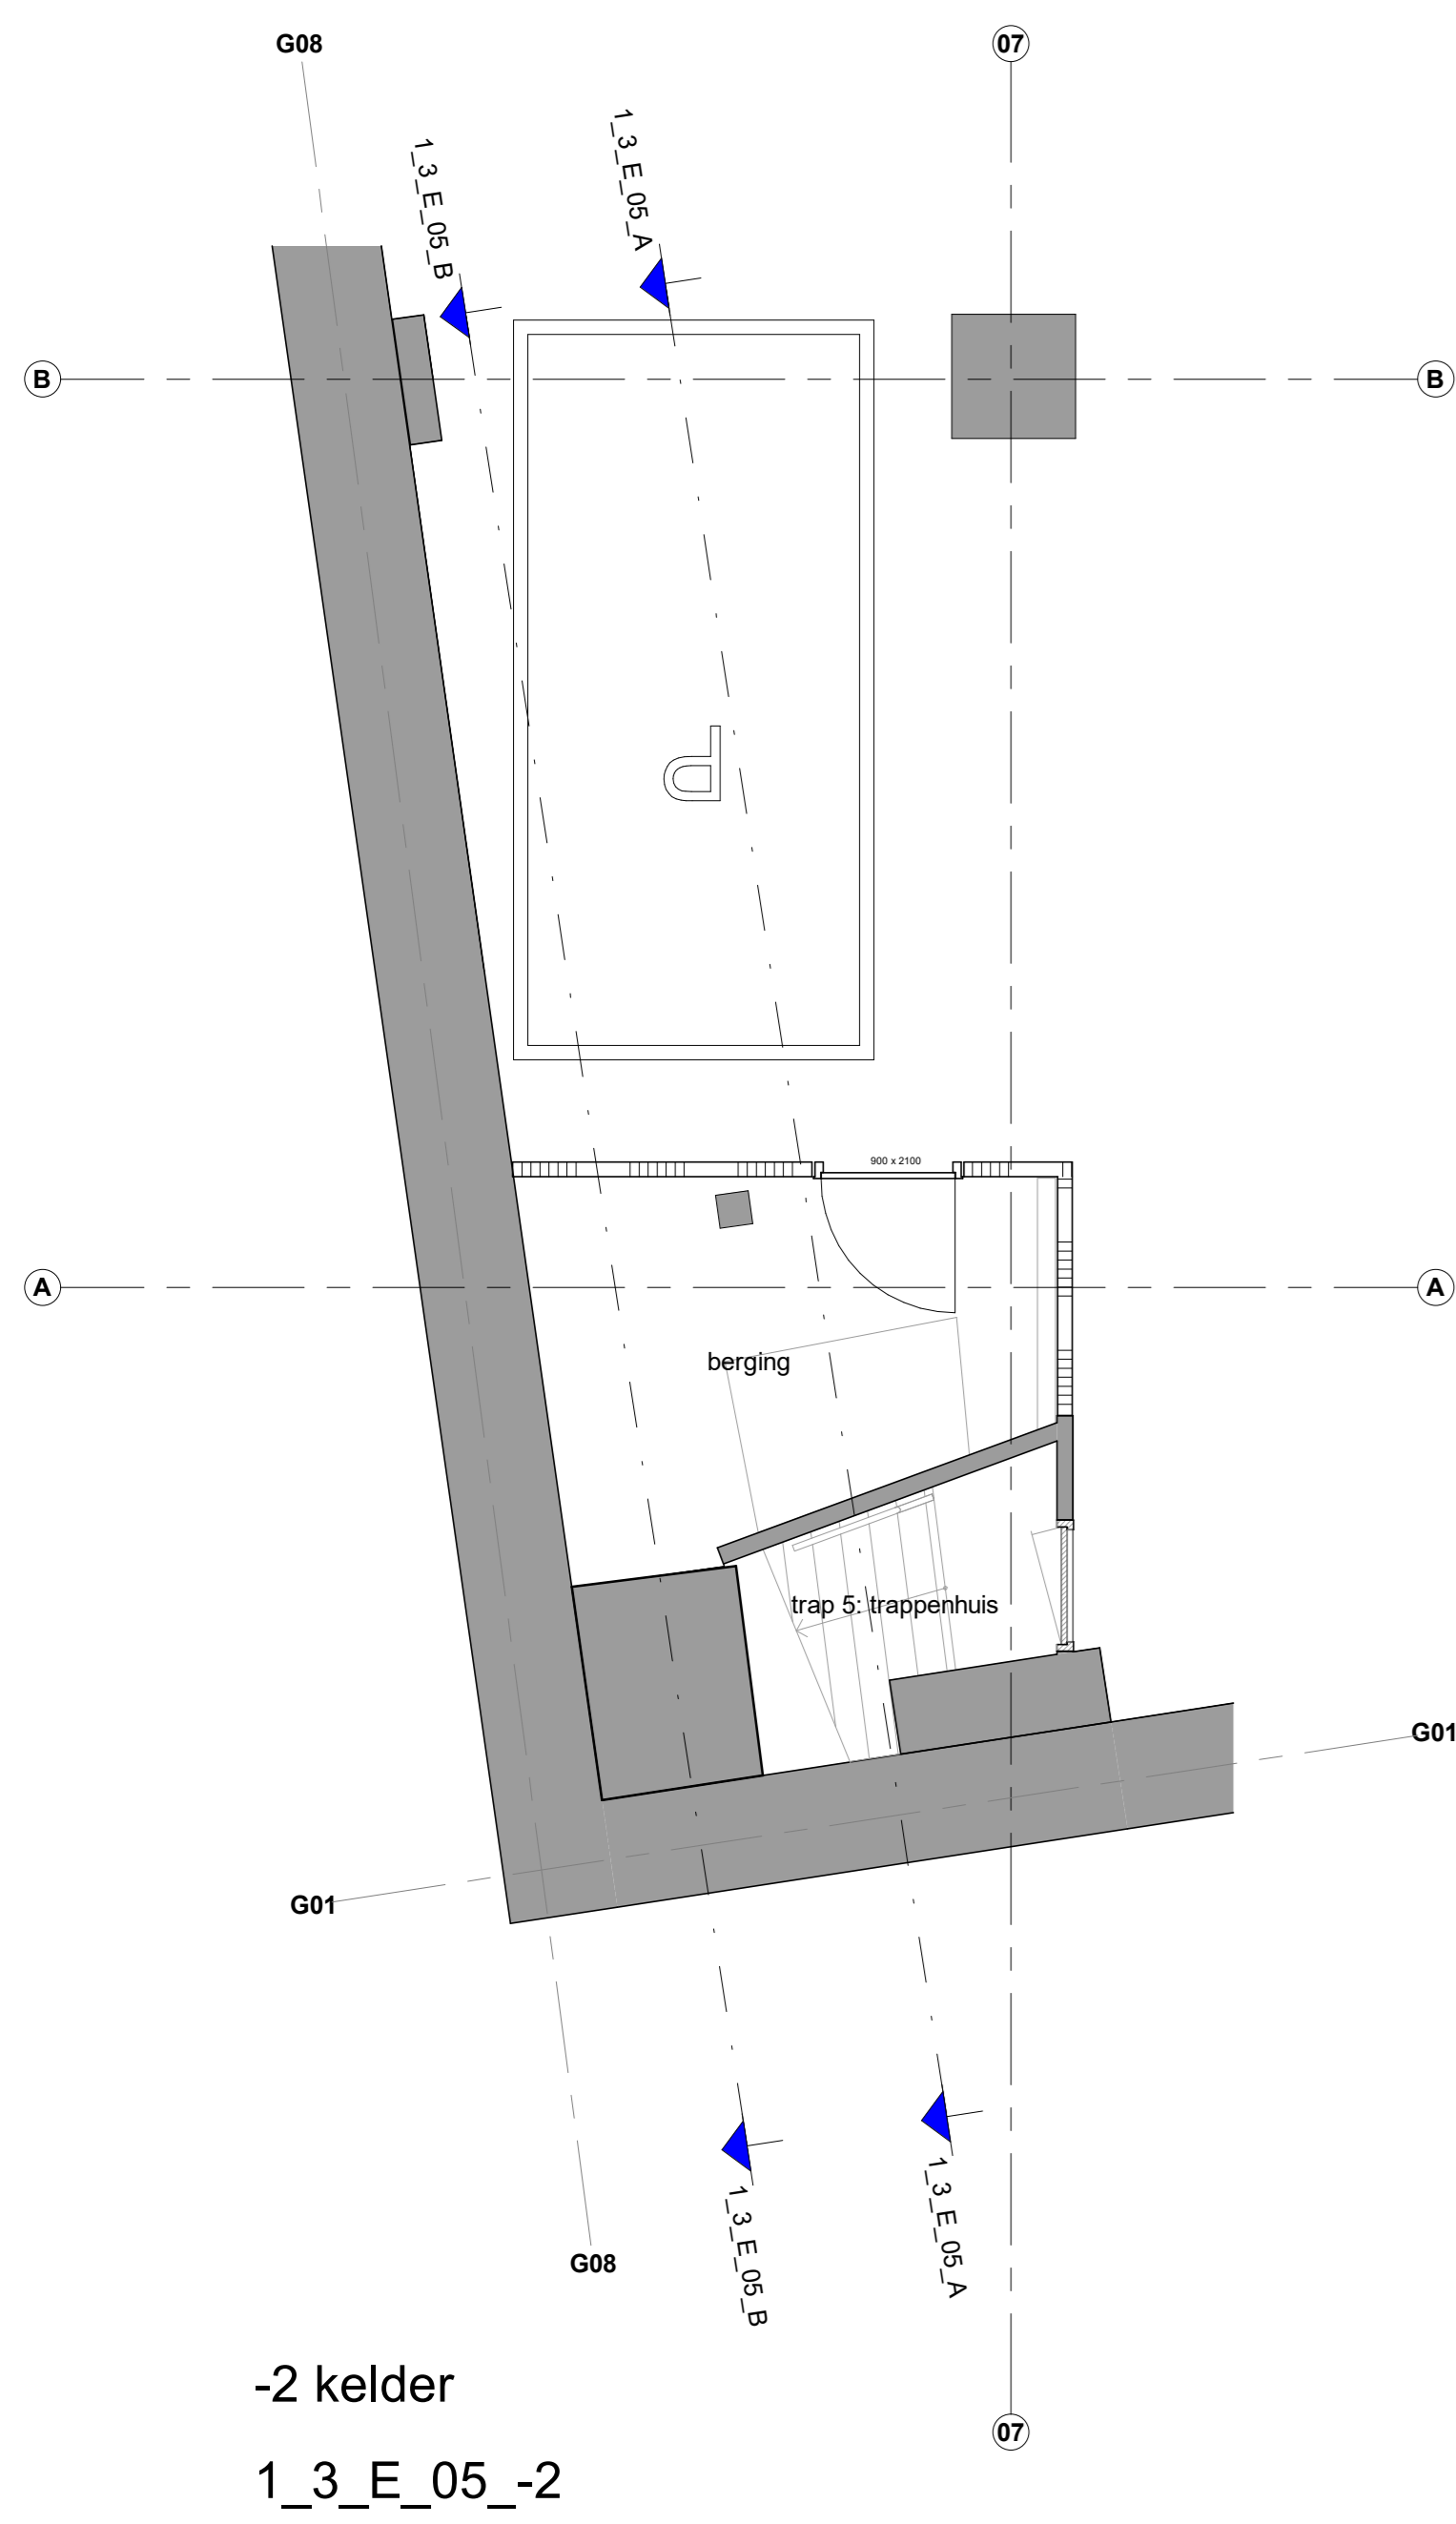 G08
07
1_3_E_05_B
1_3_E_05_A
B
B
P
900 x 2100
A
A
berging
trap 5: trappenhuis
G01
G01
1_3_E_05_B
1_3_E_05_A
G08
-2 kelder
07
1_3_E_05_-2